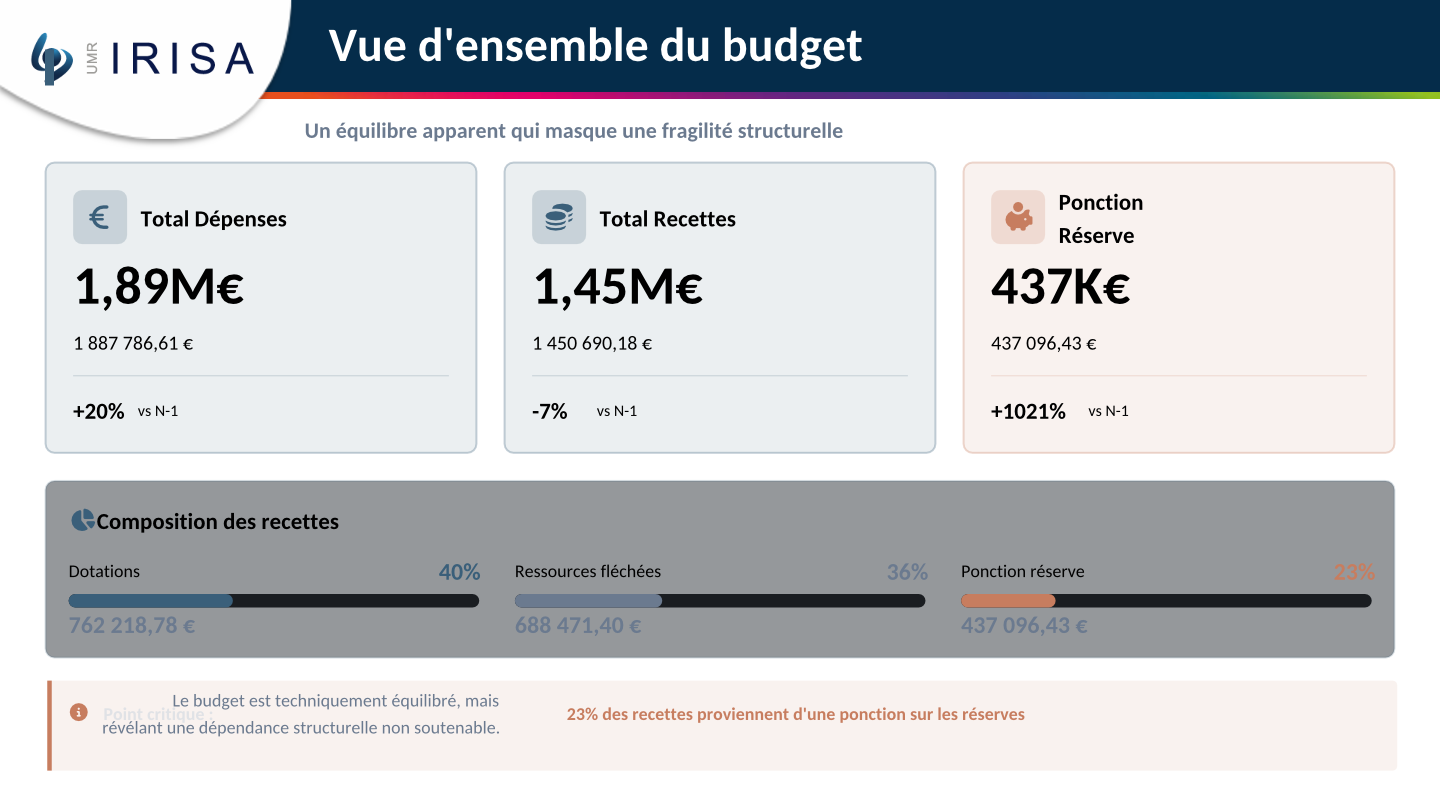 UMR IRISA
Vue d'ensemble du budget
Un équilibre apparent qui masque une fragilité structurelle
€ Total Dépenses
1,89M€
1 887 786,61 €
+20% vs N-1
Total Recettes
1,45M€
1 450 690,18 €
-7% vs N-1
Ponction
Réserve
437K€
437 096,43 €
+1021% vs N-1
Composition des recettes
Dotations 40%
762 218,78 €
Ressources fléchées 36%
688 471,40 €
Ponction réserve 23%
437 096,43 €
Point critique :
Le budget est techniquement équilibré, mais
révélant une dépendance structurelle non soutenable.
23% des recettes proviennent d'une ponction sur les réserves